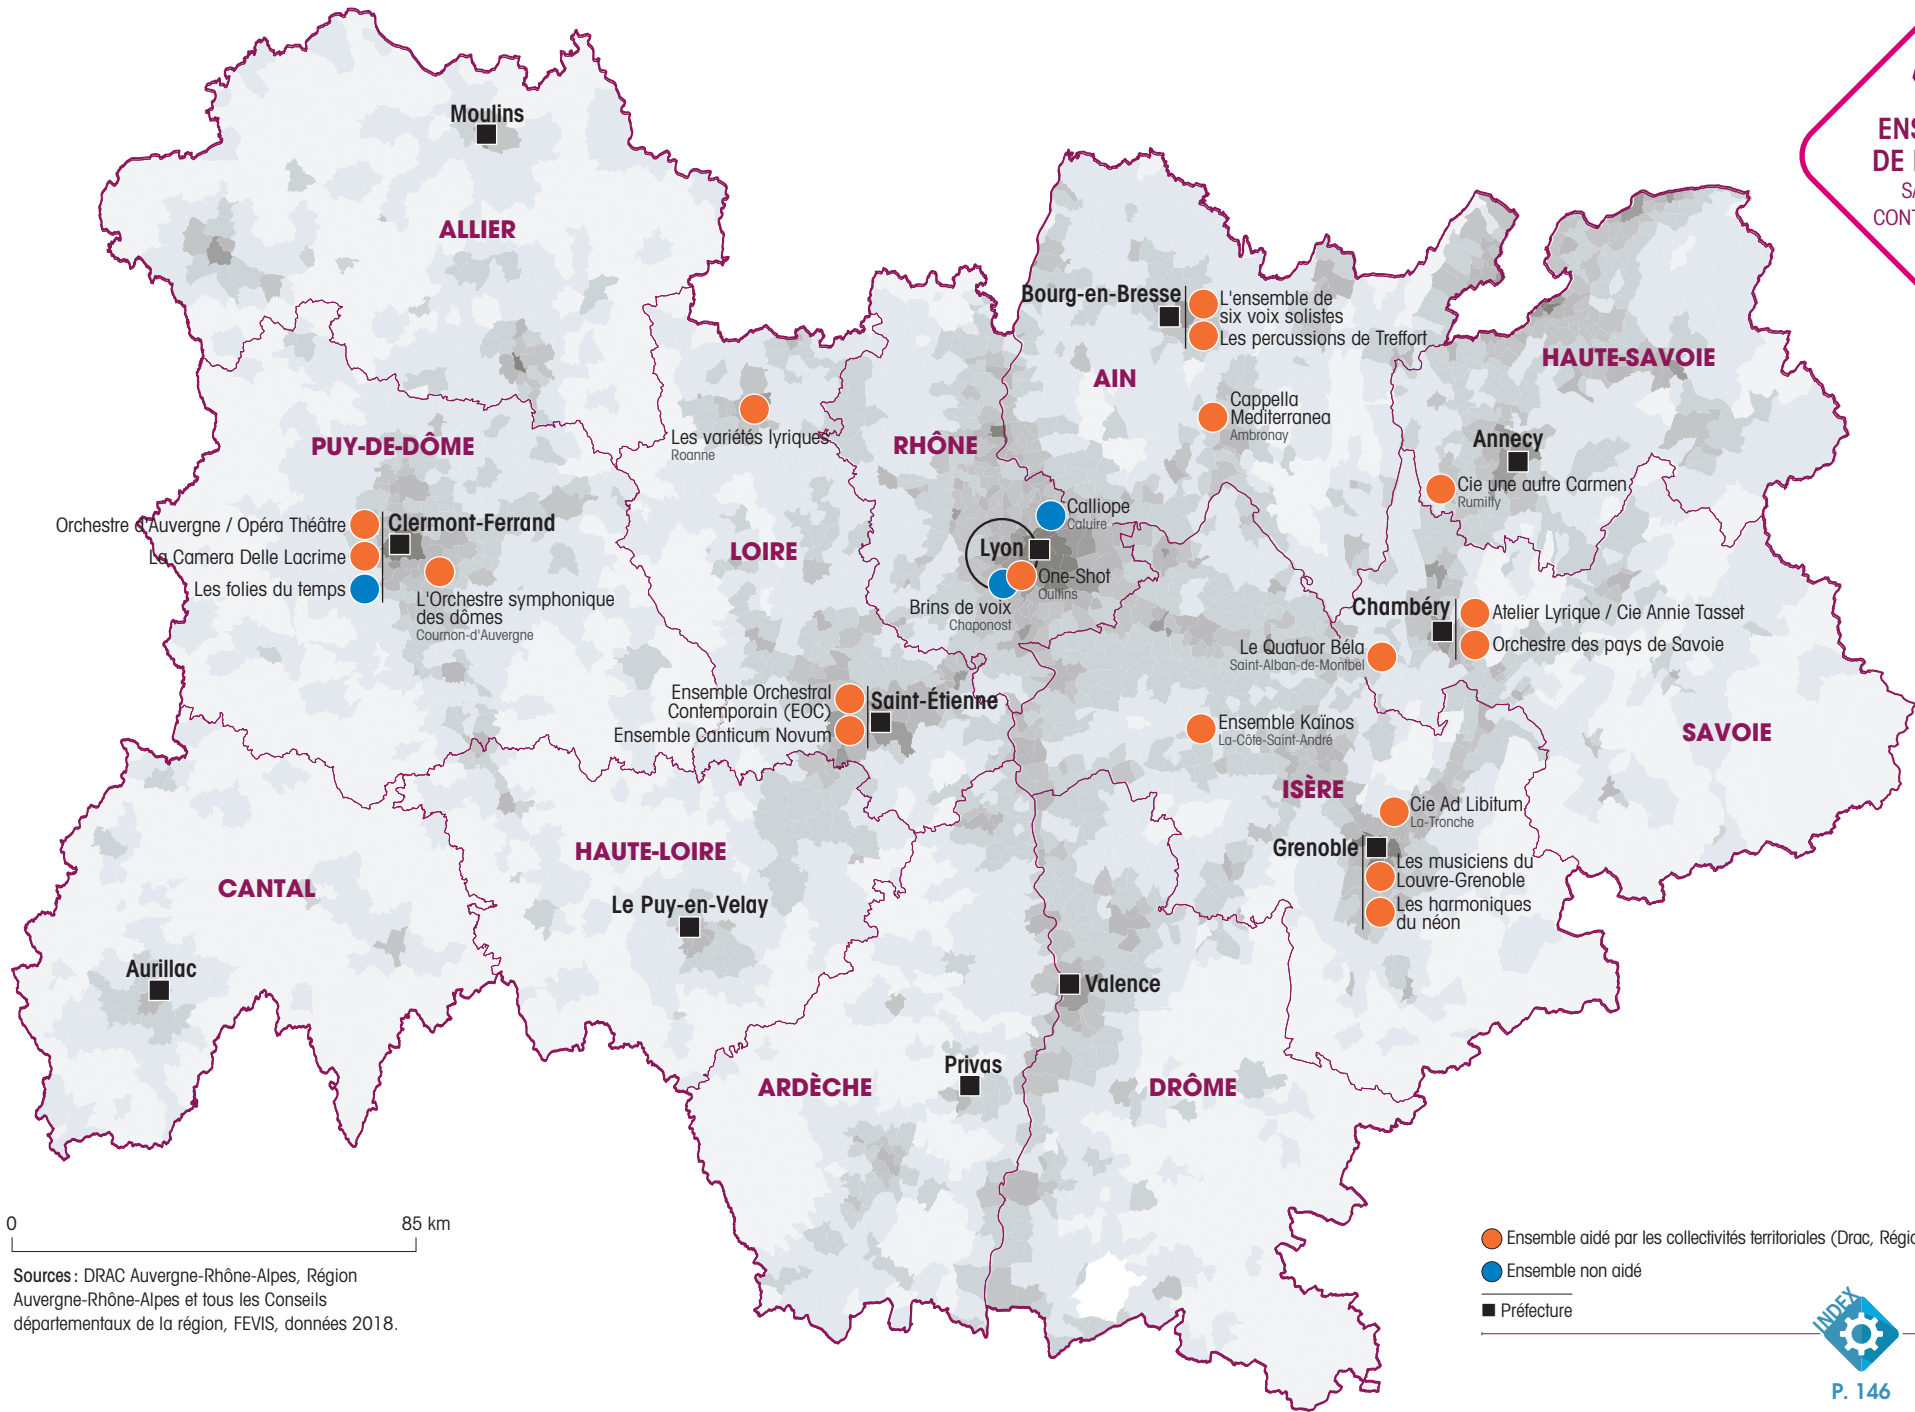 Moulins
ALLIER
ENS
DE
SA
CONT
Bourg-en-Bresse
L'ensemble de
six voix solistes
Les percussions de Treffort
HAUTE-SAVOIE
AIN
Cappella
Mediterranea
Ambronay
Les variétés lyriques
Roanne
RHÔNE
PUY-DE-DÔME
Annecy
Cie une autre Carmen
Rumilly
Orchestre d'Auvergne / Opéra Théâtre
La Camera Delle Lacrime
Les folies du temps
Clermont-Ferrand
L'Orchestre symphonique
des dômes
Cournon-d'Auvergne
LOIRE
Calliope
Caluire
Lyon
One-Shot
Oullins
Brins de voix
Chaponost
Chambéry
Atelier Lyrique / Cie Annie Tasset
Orchestre des pays de Savoie
Le Quatuor Béla
Saint-Alban-de-Montbel
Ensemble Orchestral
Contemporain (EOC)
Ensemble Canticum Novum
Saint-Étienne
Ensemble Kaïnos
La-Côte-Saint-André
SAVOIE
ISÈRE
Cie Ad Libitum
La-Tronche
Grenoble
Les musiciens du
Louvre-Grenoble
Les harmoniques
du néon
HAUTE-LOIRE
CANTAL
Le Puy-en-Velay
Aurillac
Valence
Privas
ARDÈCHE
DRÔME
0
85 km
Sources : DRAC Auvergne-Rhône-Alpes, Région
Auvergne-Rhône-Alpes et tous les Conseils
départementaux de la région, FEVIS, données 2018.
Ensemble aidé par les collectivités territoriales (Drac, Régio
Ensemble non aidé
Préfecture
INDEX
P. 146